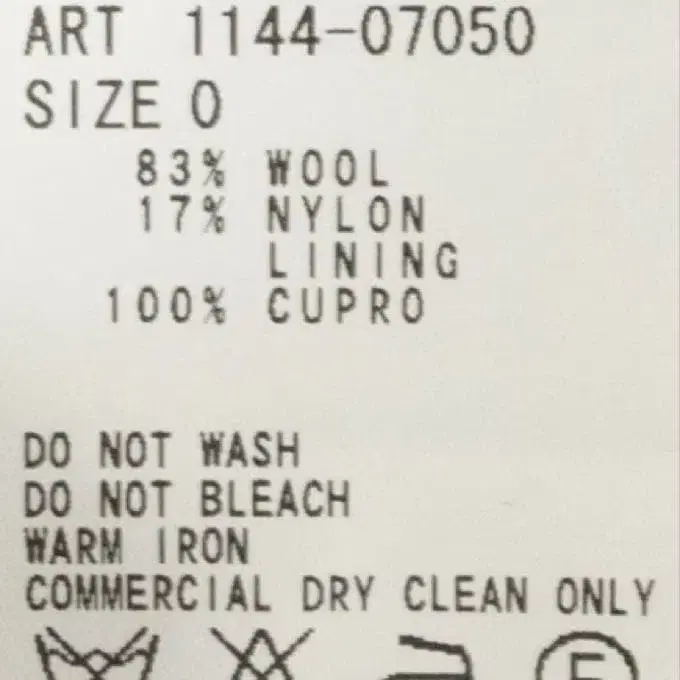 ART 1144-07050
SIZE 0
83% WOOL
17% NYLON
LINING
100% CUPRO
DO NOT WASH
DO NOT BLEACH
WARM IRON
COMMERCIAL DRY CLEAN ONLY